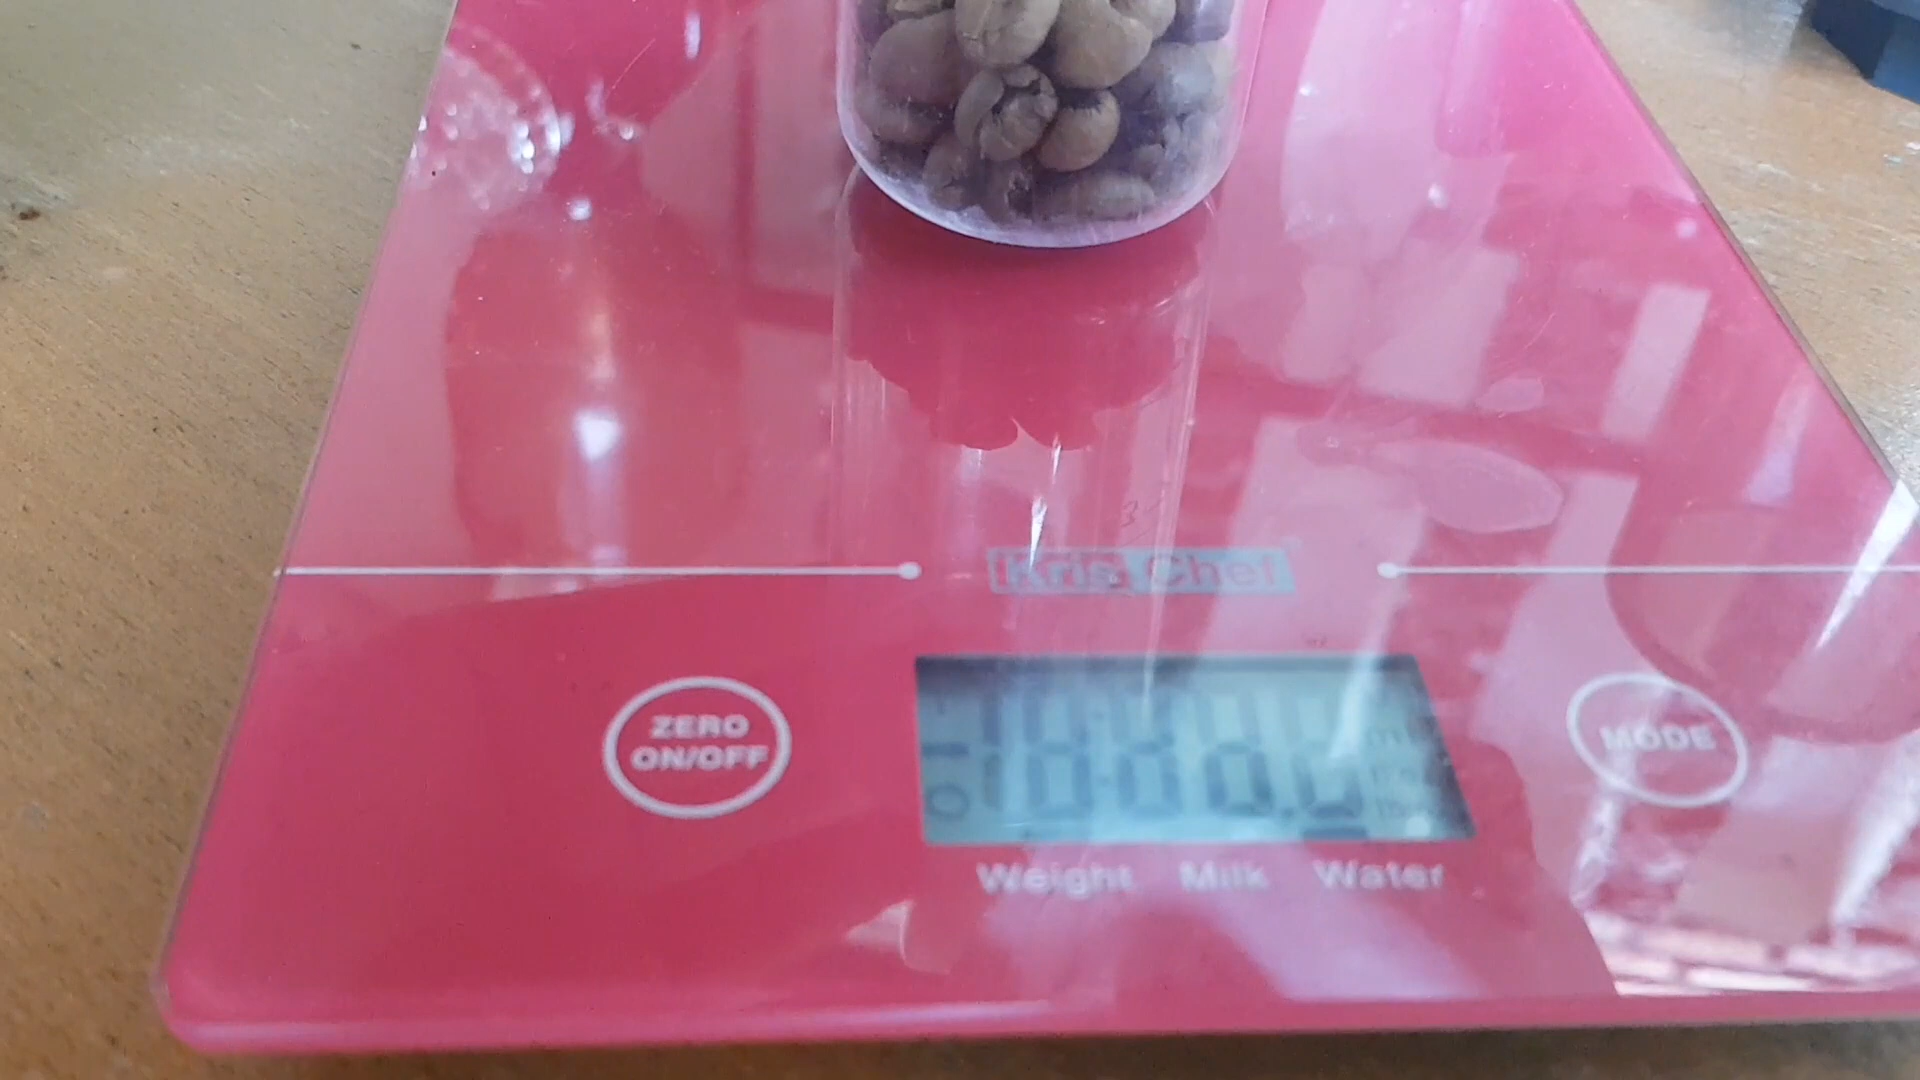 Kris Chef
ZERO
ON/OFF
MODE
Weight Milk Water